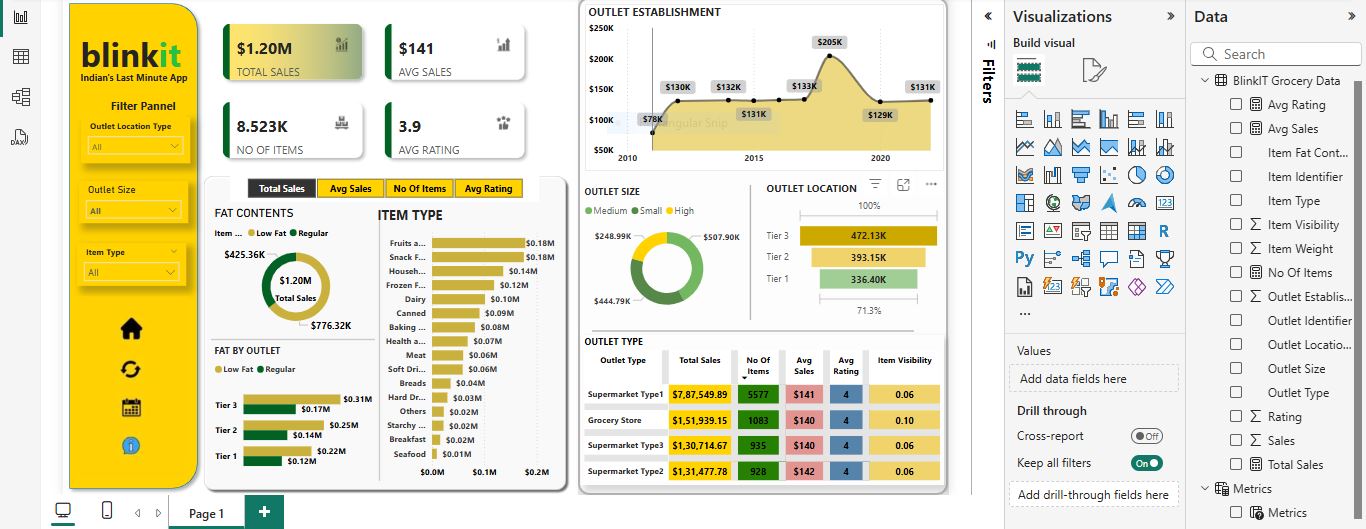 blinkit
Indian's Last Minute App
Filter Pannel
Outlet Location Type
All
Outlet Size
All
Item Type
All
$1.20M
TOTAL SALES
$141
AVG SALES
8.523K
NO OF ITEMS
3.9
AVG RATING
Total Sales
Avg Sales
No Of Items
Avg Rating
FAT CONTENTS
Item ... Low Fat Regular
$425.36K
$1.20M
Total Sales
$776.32K
FAT BY OUTLET
Low Fat Regular
Tier 3 $0.31M
$0.17M
Tier 2 $0.25M
$0.14M
Tier 1 $0.22M
$0.12M
ITEM TYPE
Fruits a... $0.18M
Snack F... $0.18M
Househ... $0.14M
Frozen F... $0.12M
Dairy $0.10M
Canned $0.09M
Baking ... $0.08M
Health a... $0.07M
Meat $0.06M
Soft Dri... $0.06M
Breads $0.04M
Hard Dr... $0.03M
Others $0.02M
Starchy ... $0.02M
Breakfast $0.02M
Seafood $0.01M
$0.0M $0.1M $0.2M
OUTLET ESTABLISHMENT
$250K
$200K
$150K
$100K
$50K
$78K
$130K
$132K
$131K
$133K
$205K
$129K
$131K
2010 2015 2020
OUTLET SIZE
Medium Small High
$248.99K
$507.90K
$444.79K
OUTLET LOCATION
100%
Tier 3 472.13K
Tier 2 393.15K
Tier 1 336.40K
71.3%
OUTLET TYPE
Outlet Type Total Sales No Of Items Avg Sales Avg Rating Item Visibility
Supermarket Type1 $7,87,549.89 5577 $141 4 0.06
Grocery Store $1,51,939.15 1083 $140 4 0.10
Supermarket Type3 $1,30,714.67 935 $140 4 0.06
Supermarket Type2 $1,31,477.78 928 $142 4 0.06
Page 1
+
Filters
Visualizations
Build visual
123
R
Py
...
Values
Add data fields here
Drill through
Cross-report Off
Keep all filters On
Add drill-through fields here
Data
Search
BlinkIT Grocery Data
Avg Rating
Avg Sales
Item Fat Cont...
Item Identifier
Item Type
Item Visibility
Item Weight
No Of Items
Outlet Establis...
Outlet Identifier
Outlet Locatio...
Outlet Size
Outlet Type
Rating
Sales
Total Sales
Metrics
Metrics